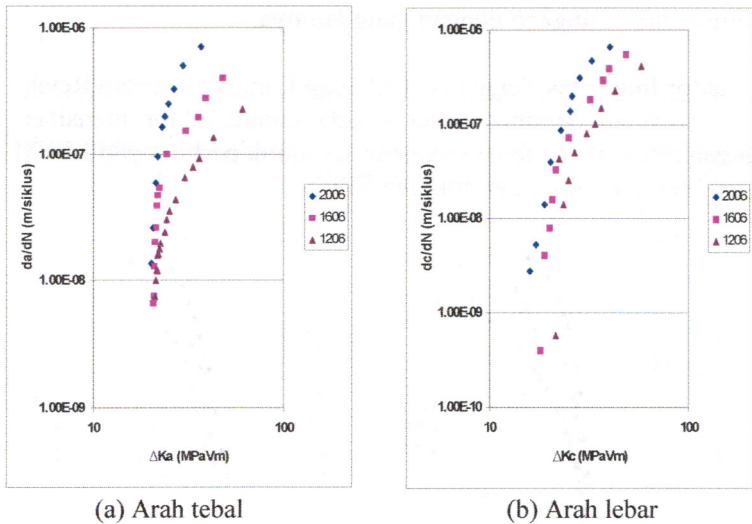 1.00E-06
1.00E-07
1.00E-08
1.00E-09
da/dN (m/siklus)
10
100
ΔKa (MPaVm)
2006
1606
1206
(a) Arah tebal
1.00E-06
1.00E-07
1.00E-08
1.00E-09
1.00E-10
dc/dN (m/siklus)
10
100
ΔKc (MPaVm)
2006
1606
1206
(b) Arah lebar